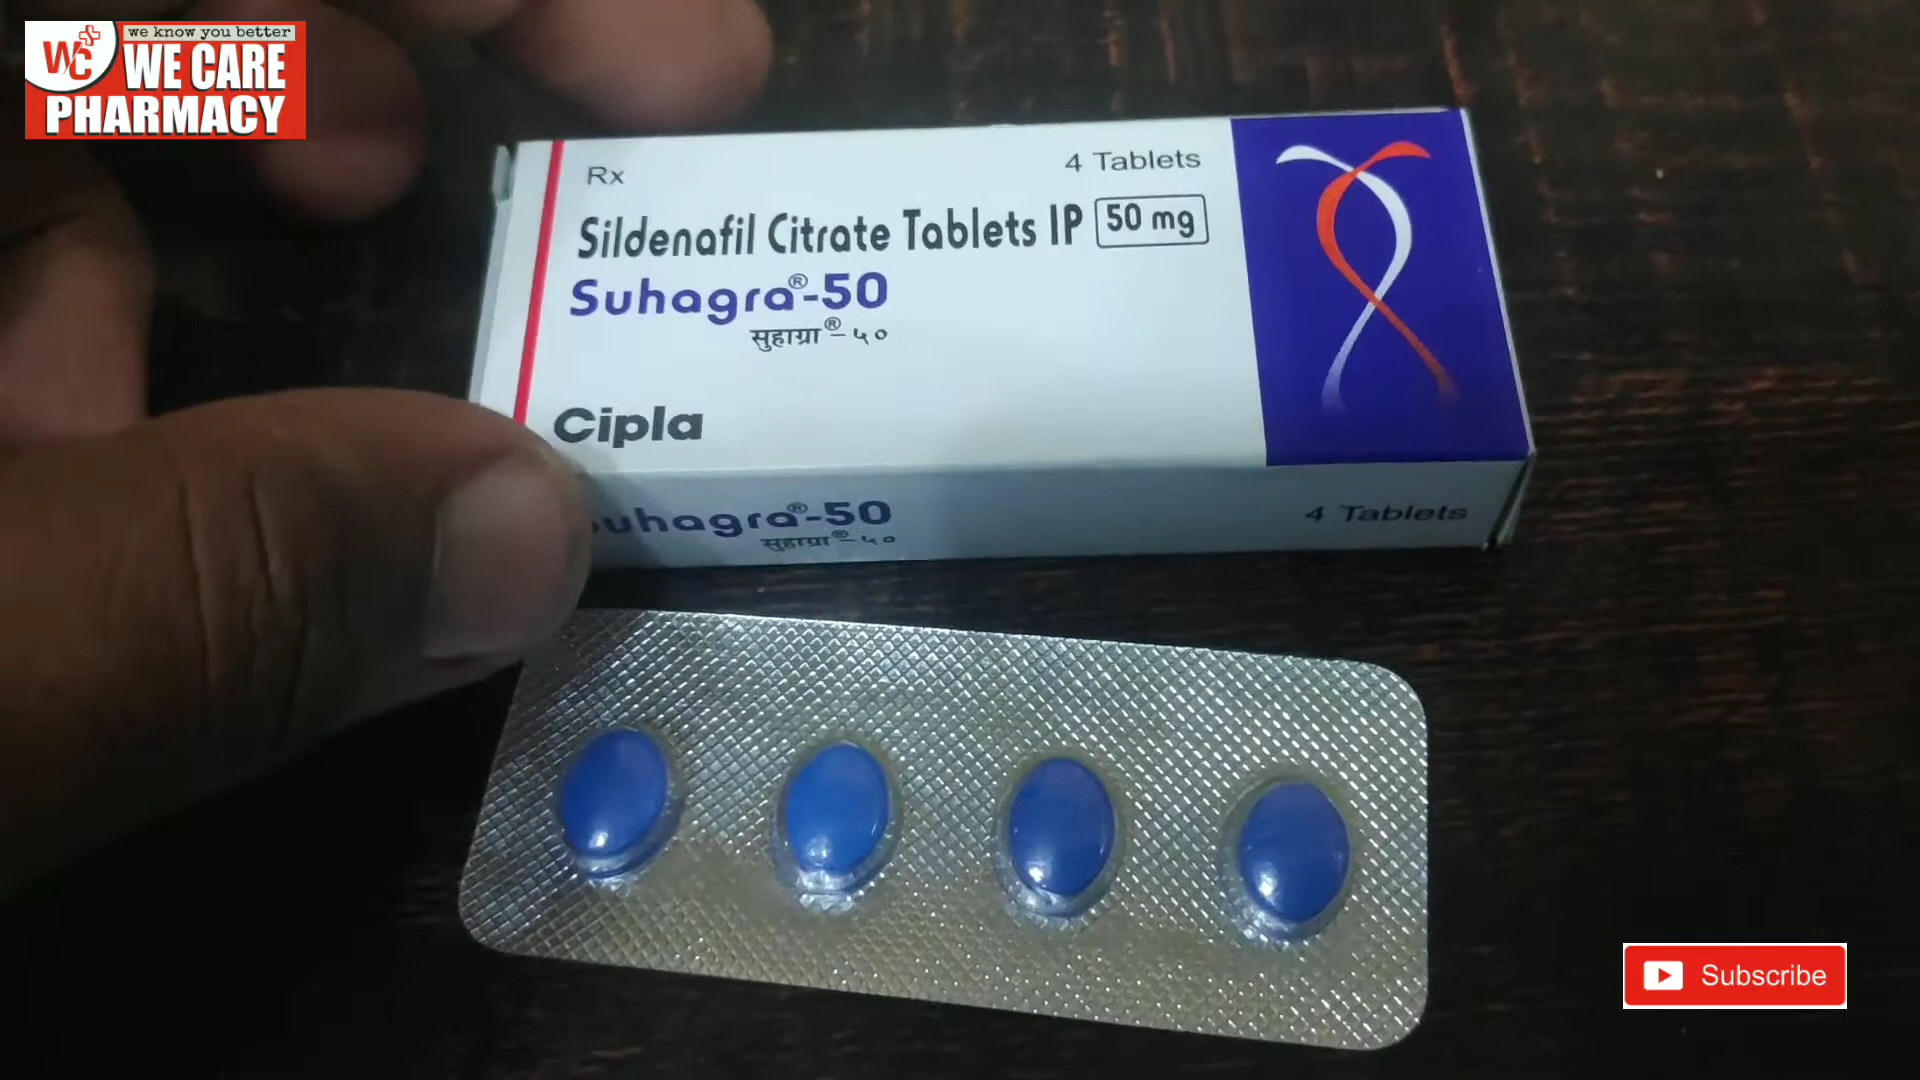 we know you better
WC
WE CARE
PHARMACY
Rx
4 Tablets
Sildenafil Citrate Tablets IP 50 mg
Suhagra®-50
सुहाग्रा®-५०
Cipla
uhagra®-50
4 Tablets
सुहाग्रा®-५०
Subscribe